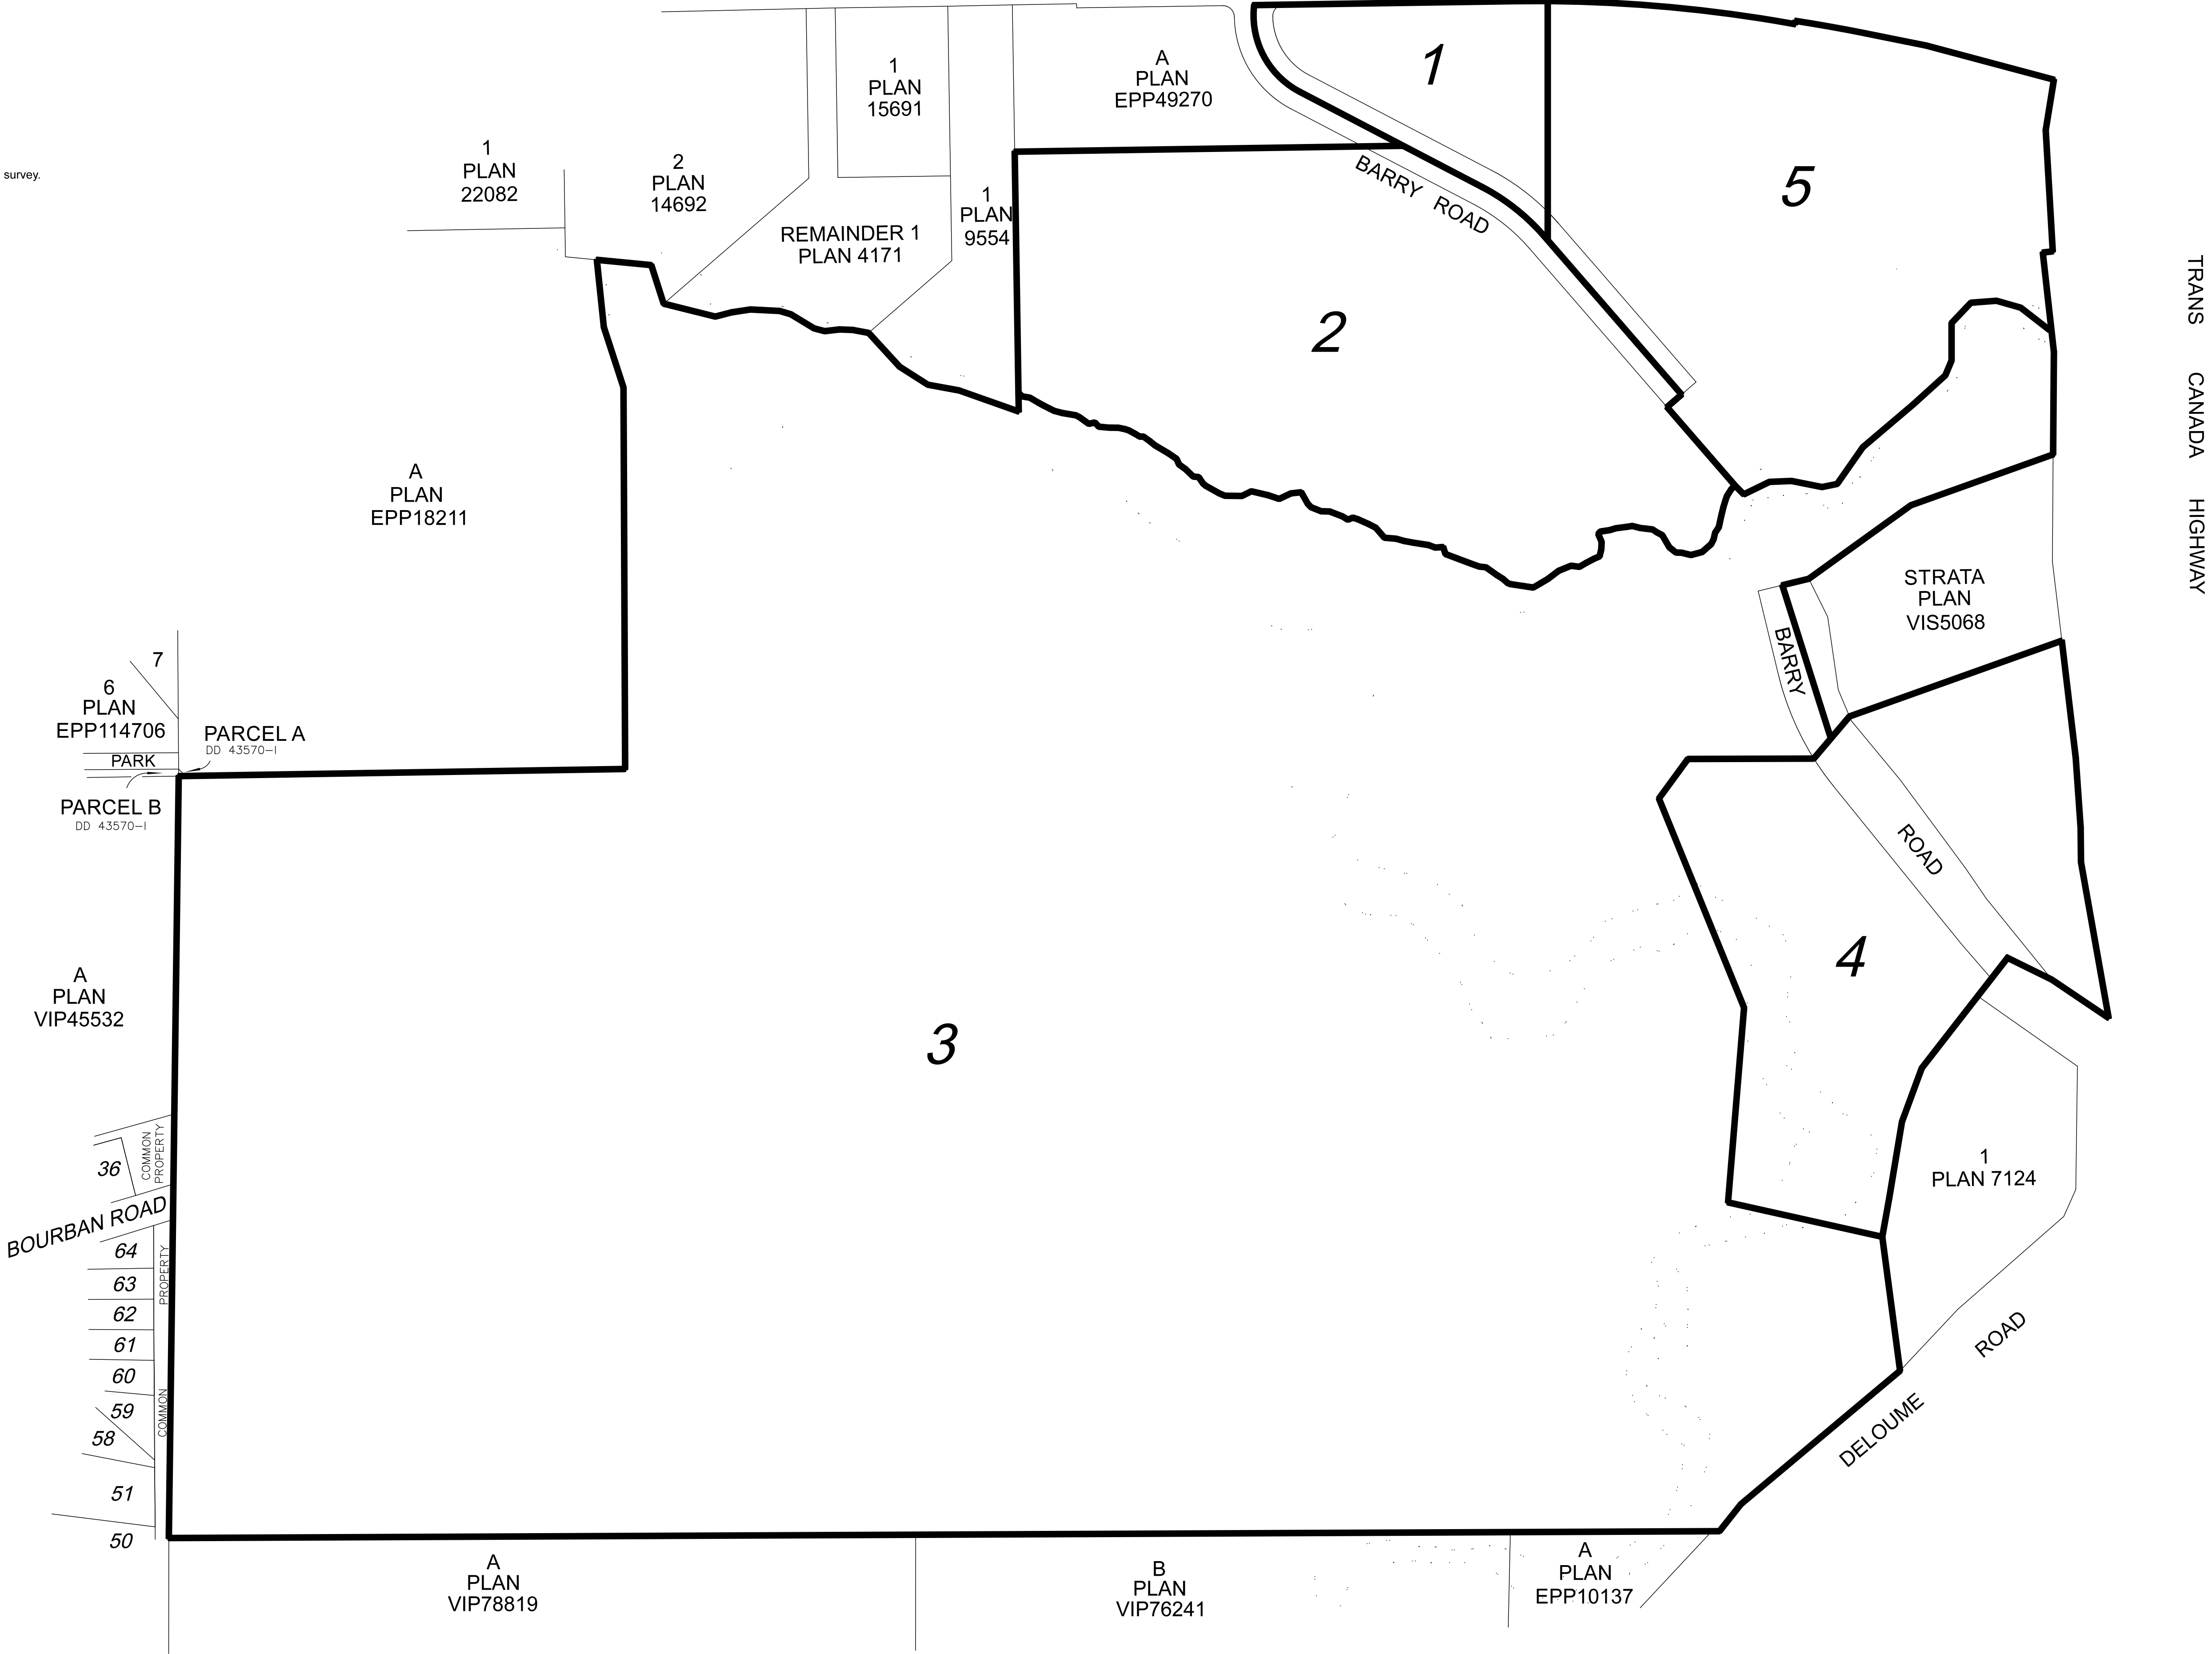 survey.
1
PLAN
22082
2
PLAN
14692
1
PLAN
15691
REMAINDER 1
PLAN 4171
1
PLAN
9554
A
PLAN
EPP49270
1
5
BARRY ROAD
2
TRANS CANADA HIGHWAY
A
PLAN
EPP18211
STRATA
PLAN
VIS5068
BARRY
ROAD
7
6
PLAN
EPP114706
PARK
PARCEL A
DD 43570-I
PARCEL B
DD 43570-I
A
PLAN
VIP45532
3
4
1
PLAN 7124
COMMON
PROPERTY
36
BOURBAN ROAD
64
63
62
61
60
59
58
51
50
COMMON PROPERTY
DELOUME ROAD
A
PLAN
VIP78819
B
PLAN
VIP76241
A
PLAN
EPP10137